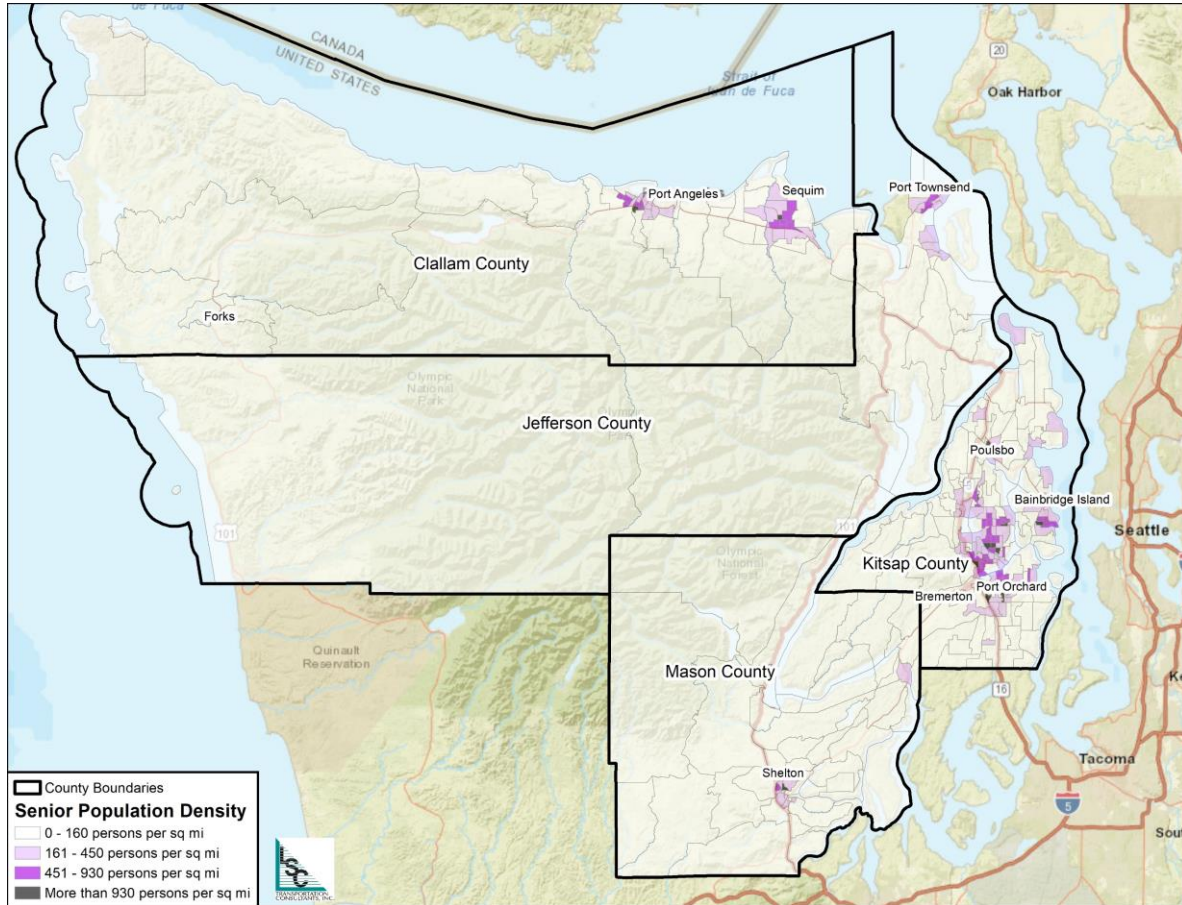 de Fuca
CANADA
UNITED STATES
Strait of
Juan de Fuca
20
Oak Harbor
Port Angeles
Sequim
Port Townsend
Clallam County
Forks
Olympic
National
Park
Jefferson County
Poulsbo
Bainbridge Island
Seattle
101
101
Olympic
National
Forest
Kitsap County
Port Orchard
Bremerton
Quinault
Reservation
Mason County
16
Shelton
Tacoma
5
County Boundaries
Senior Population Density
0 - 160 persons per sq mi
161 - 450 persons per sq mi
451 - 930 persons per sq mi
More than 930 persons per sq mi
LSC
TRANSPORTATION
CONSULTANTS, INC.